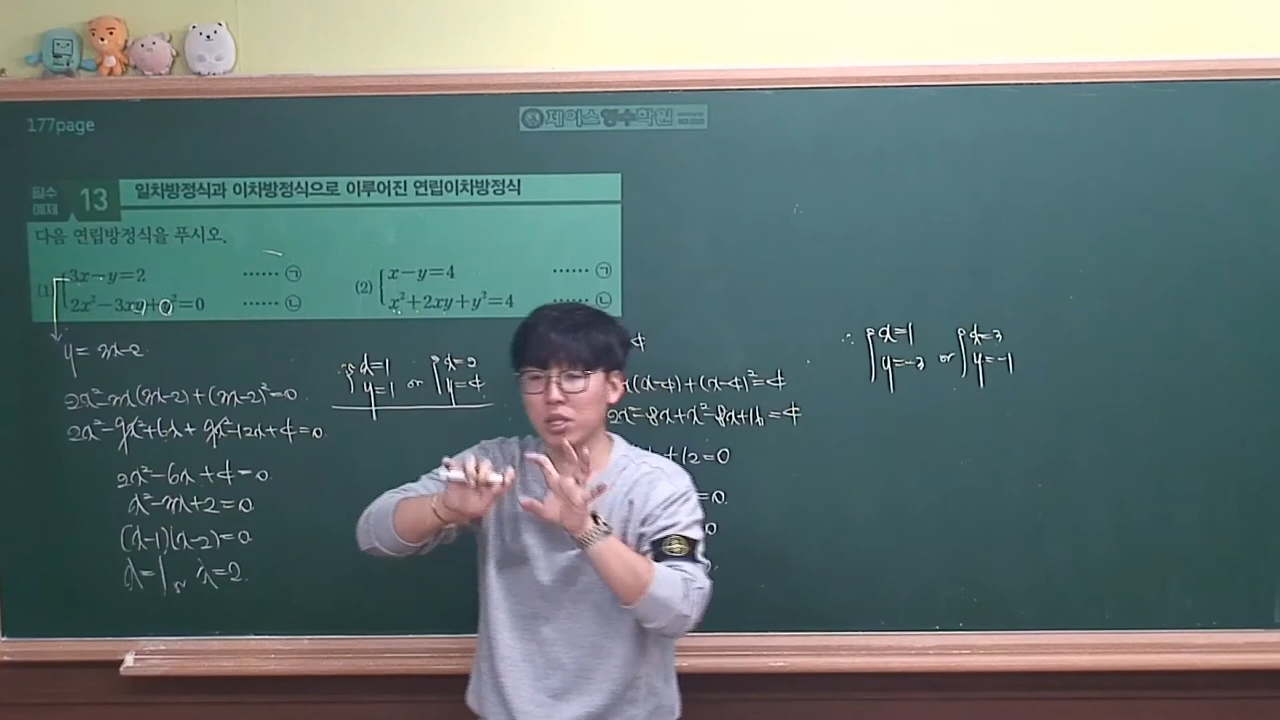 177page
제이스영수학원
필수 예제 13 일차방정식과 이차방정식으로 이루어진 연립이차방정식
다음 연립방정식을 푸시오.
(1) 3x-y=2 ······ ㉠
2x²-3xy+y²=0 ······ ㉡
(2) x-y=4 ······ ㉠
x²+2xy+y²=4 ······ ㉡
y=3x-2
2x²-3x(3x-2)+(3x-2)²=0
2x²-9x²+6x+9x²-12x+4=0
2x²-6x+4=0
x²-3x+2=0
(x-1)(x-2)=0
x=1 or x=2
∴ x=1 y=1 or x=2 y=4
4
x(x-4)+(x-4)²=4
2x²-8x+x²-8x+16=4
+12=0
=0
0
∴ x=1 y=-3 or x=3 y=-1